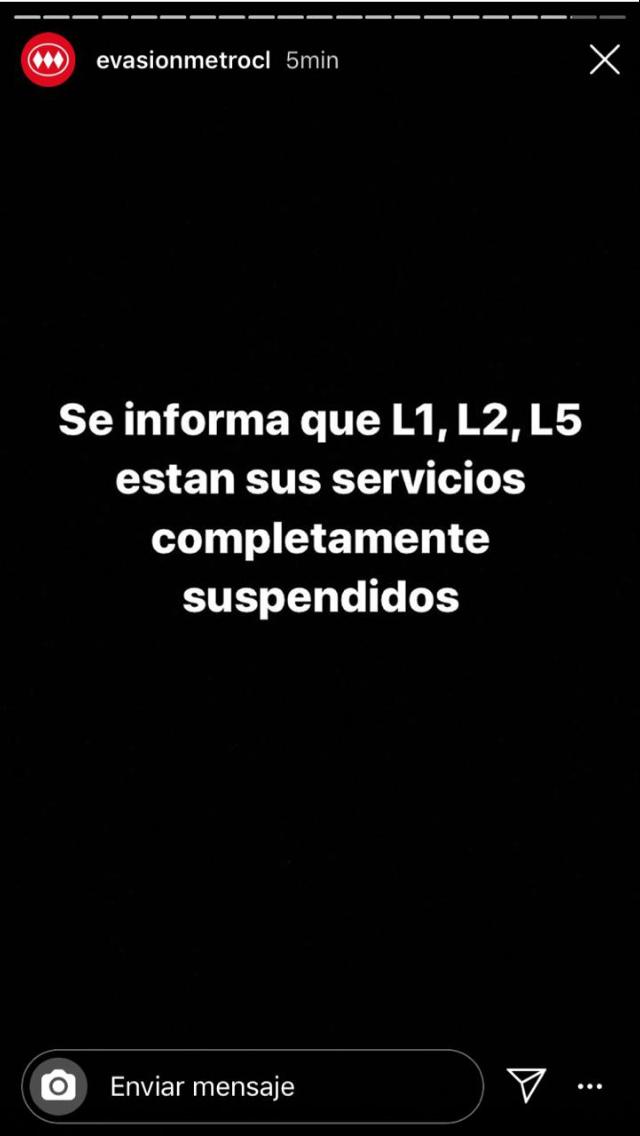 evasionmetrocl 5min
Se informa que L1, L2, L5
estan sus servicios
completamente
suspendidos
Enviar mensaje